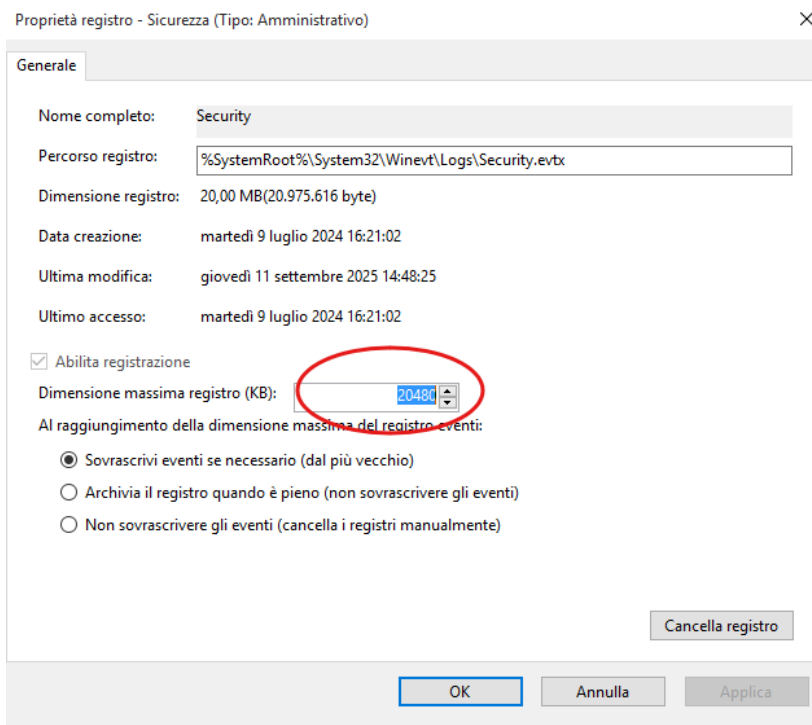 Proprietà registro - Sicurezza (Tipo: Amministrativo)
Generale
Nome completo: Security
Percorso registro: %SystemRoot%\System32\Winevt\Logs\Security.evtx
Dimensione registro: 20,00 MB(20.975.616 byte)
Data creazione: martedì 9 luglio 2024 16:21:02
Ultima modifica: giovedì 11 settembre 2025 14:48:25
Ultimo accesso: martedì 9 luglio 2024 16:21:02
Abilita registrazione
Dimensione massima registro (KB): 20480
Al raggiungimento della dimensione massima del registro eventi:
Sovrascrivi eventi se necessario (dal più vecchio)
Archivia il registro quando è pieno (non sovrascrivere gli eventi)
Non sovrascrivere gli eventi (cancella i registri manualmente)
Cancella registro
OK Annulla Applica